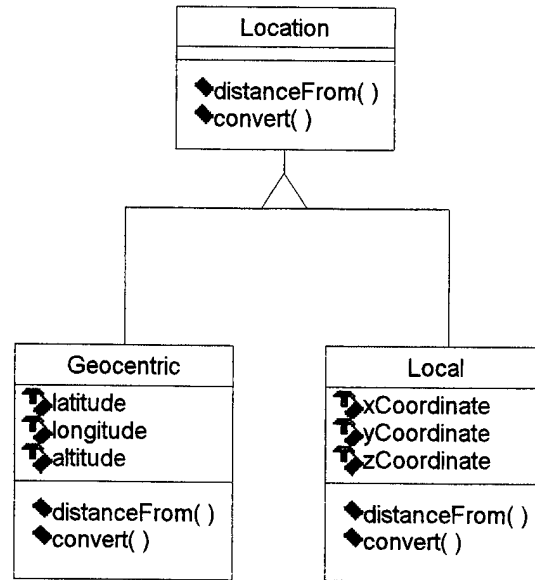 Location
distanceFrom( )
convert( )
Geocentric
latitude
longitude
altitude
distanceFrom( )
convert( )
Local
xCoordinate
yCoordinate
zCoordinate
distanceFrom( )
convert( )